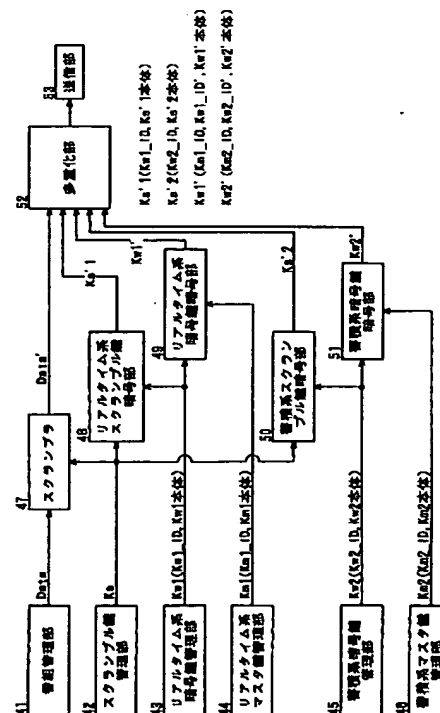 41
番組管理部
42
スクランブル鍵
管理部
43
リアルタイム系
暗号鍵管理部
44
リアルタイム系
マスタ鍵管理部
45
蓄積系暗号鍵
管理部
46
蓄積系マスタ鍵
管理部
Data
Ks
Kw1(Kw1_ID,Kw1本体)
Km1(Km1_ID,Km1本体)
Kw2(Kw2_ID,Kw2本体)
Km2(Km2_ID,Km2本体)
47
スクランブラ
48
リアルタイム系
スクランブル鍵
暗号部
49
リアルタイム系
暗号鍵暗号部
50
蓄積系スクラン
ブル鍵暗号部
51
蓄積系暗号鍵
暗号部
Data'
Ks'1
Kw1'
Ks'2
Kw2'
52
多重化部
53
送信部
Ks'1(Kw1_ID,Ks'1本体)
Ks'2(Kw2_ID,Ks'2本体)
Kw1'(Km1_ID,Kw1_ID',Kw1'本体)
Kw2'(Km2_ID,Kw2_ID',Kw2'本体)